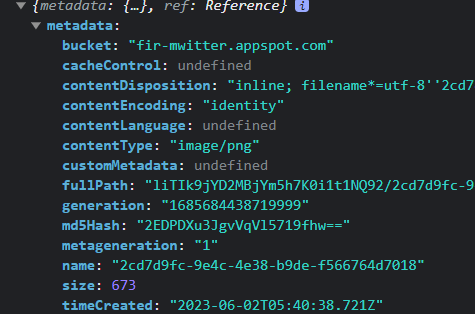 {metadata: {…}, ref: Reference} i
metadata:
bucket: "fir-mwitter.appspot.com"
cacheControl: undefined
contentDisposition: "inline; filename*=utf-8''2cd7
contentEncoding: "identity"
contentLanguage: undefined
contentType: "image/png"
customMetadata: undefined
fullPath: "liTIk9jYD2MBjYm5h7K0i1t1NQ92/2cd7d9fc-9
generation: "1685684438719999"
md5Hash: "2EDPDXu3JgvVqVl5719fhw=="
metageneration: "1"
name: "2cd7d9fc-9e4c-4e38-b9de-f566764d7018"
size: 673
timeCreated: "2023-06-02T05:40:38.721Z"